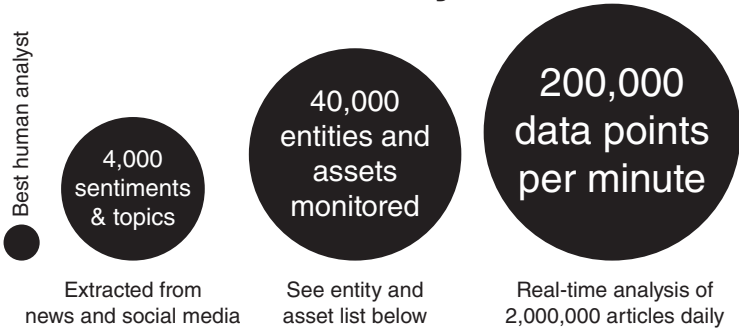 Best human analyst
4,000
sentiments
& topics
Extracted from
news and social media
40,000
entities and
assets
monitored
See entity and
asset list below
200,000
data points
per minute
Real-time analysis of
2,000,000 articles daily